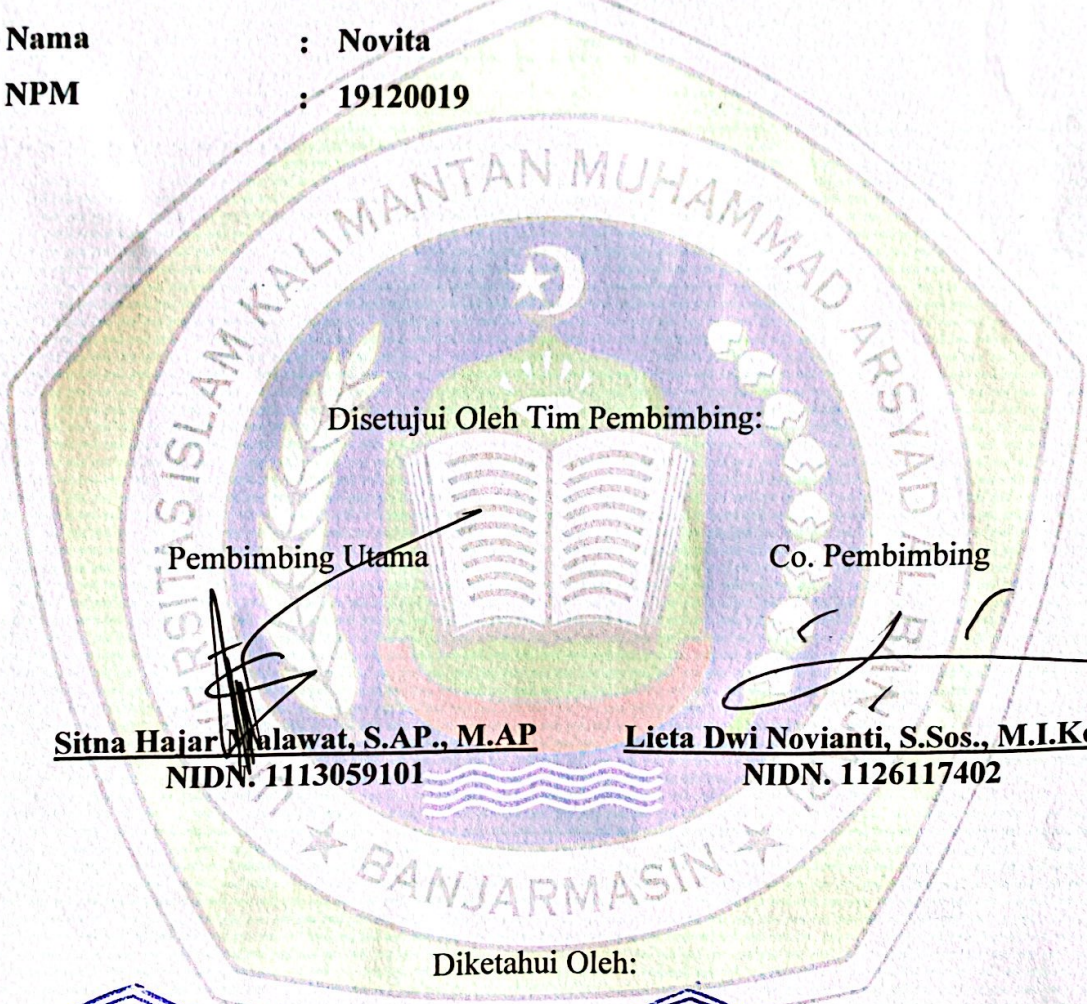 Nama : Novita
NPM : 19120019
UNIVERSITAS ISLAM KALIMANTAN MUHAMMAD ARSYAD AL BANJARI
Disetujui Oleh Tim Pembimbing:
Pembimbing Utama Co. Pembimbing
Sitna Hajar Malawat, S.AP., M.AP Lieta Dwi Novianti, S.Sos., M.I.Ko
NIDN. 1113059101 NIDN. 1126117402
BANJARMASIN
Diketahui Oleh: